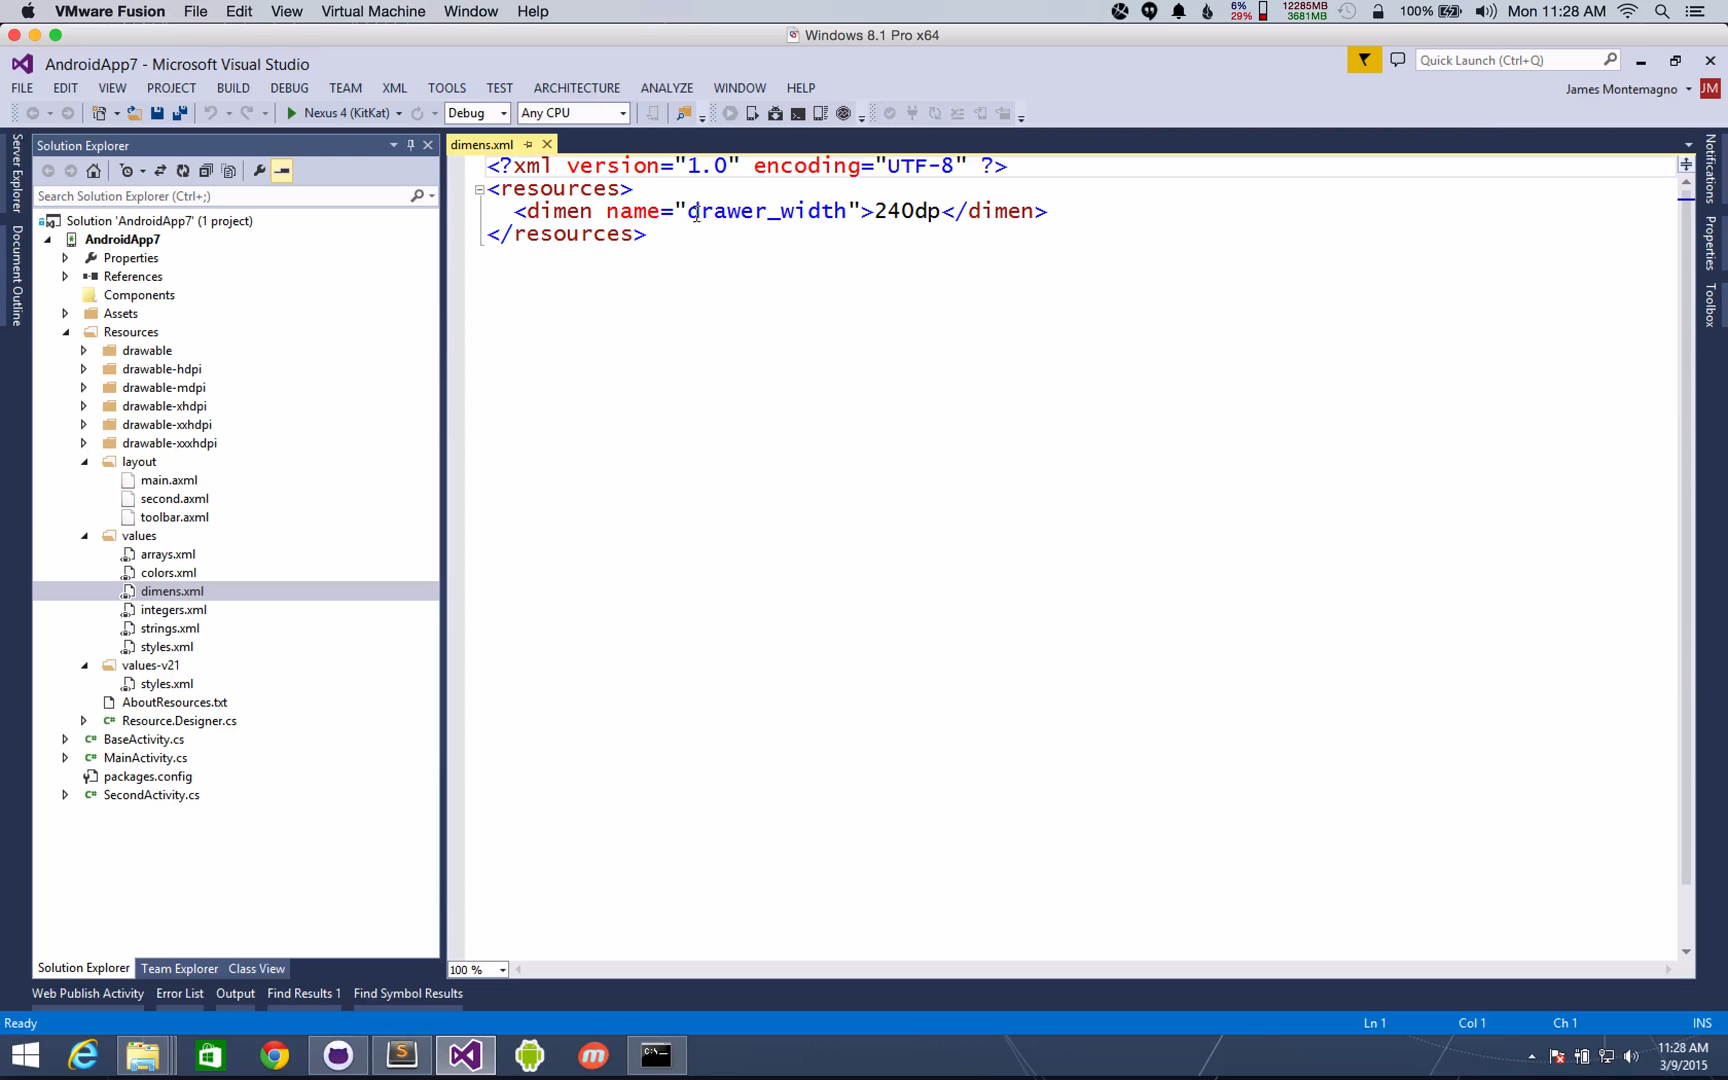 VMware Fusion File Edit View Virtual Machine Window Help 6% 29% 12285MB 3681MB 100% Mon 11:28 AM
Windows 8.1 Pro x64
AndroidApp7 - Microsoft Visual Studio Quick Launch (Ctrl+Q)
FILE EDIT VIEW PROJECT BUILD DEBUG TEAM XML TOOLS TEST ARCHITECTURE ANALYZE WINDOW HELP James Montemagno JM
Nexus 4 (KitKat) Debug Any CPU
Server Explorer
Document Outline
Solution Explorer
Search Solution Explorer (Ctrl+;)
Solution 'AndroidApp7' (1 project)
AndroidApp7
Properties
References
Components
Assets
Resources
drawable
drawable-hdpi
drawable-mdpi
drawable-xhdpi
drawable-xxhdpi
drawable-xxxhdpi
layout
main.axml
second.axml
toolbar.axml
values
arrays.xml
colors.xml
dimens.xml
integers.xml
strings.xml
styles.xml
values-v21
styles.xml
AboutResources.txt
C# Resource.Designer.cs
C# BaseActivity.cs
C# MainActivity.cs
packages.config
C# SecondActivity.cs
Solution Explorer Team Explorer Class View
dimens.xml
<?xml version="1.0" encoding="UTF-8" ?>
<resources>
<dimen name="drawer_width">240dp</dimen>
</resources>
100 %
Notifications
Properties
Toolbox
Web Publish Activity Error List Output Find Results 1 Find Symbol Results
Ready Ln 1 Col 1 Ch 1 INS
11:28 AM
3/9/2015